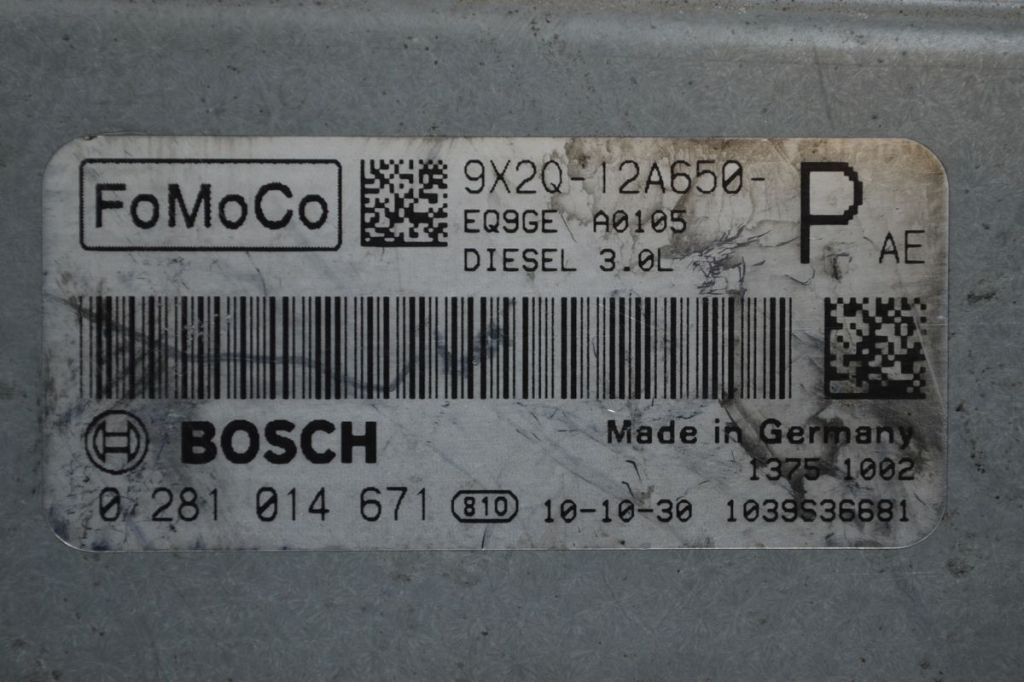 FoMoCo
9X2Q-12A650-
P
AE
EQ9GE A0105
DIESEL 3.0L
BOSCH
Made in Germany
1375 1002
0 281 014 671 810 10-10-30 1039S36681